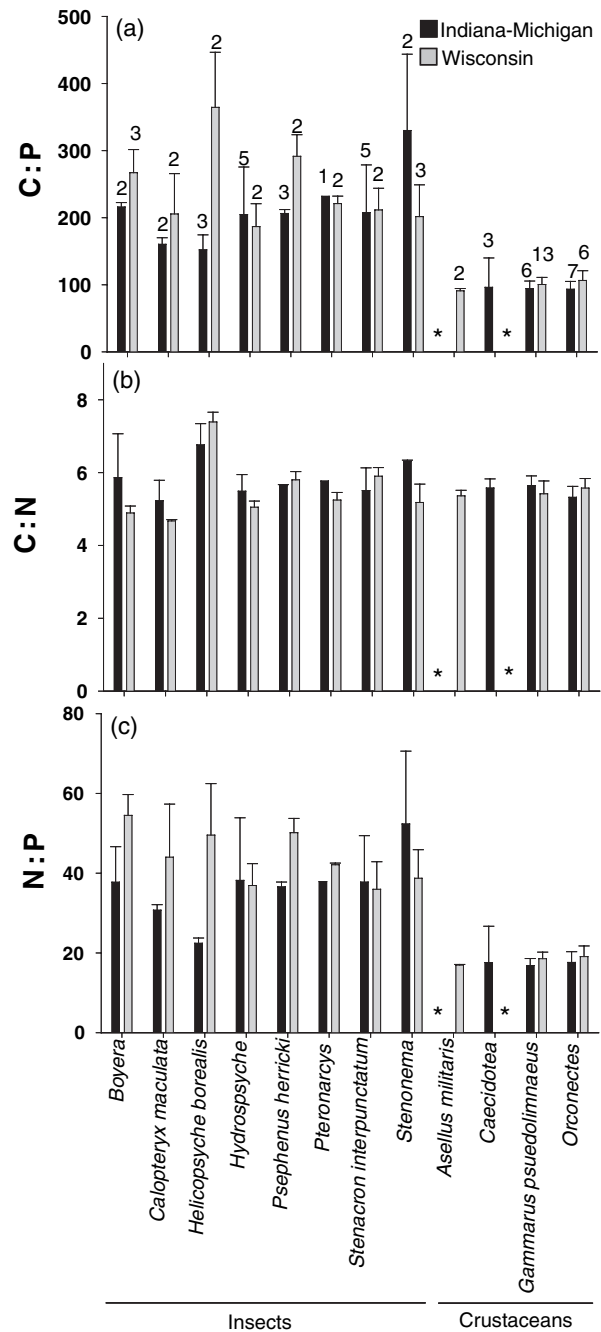 (a)
Indiana-Michigan
Wisconsin
C:P
500
400
300
200
100
0
2 3 2 2 3 2 5 2 3 2 1 2 5 2 2 3 * 2 3 * 6 13 7 6
(b)
C:N
8
6
4
2
0
* *
(c)
N:P
80
60
40
20
0
* *
Boyera
Calopteryx maculata
Helicopsyche borealis
Hydrospsyche
Psephenus herricki
Pteronarcys
Stenacron interpunctatum
Stenonema
Asellus militaris
Caecidotea
Gammarus psuedolimnaeus
Orconectes
Insects
Crustaceans